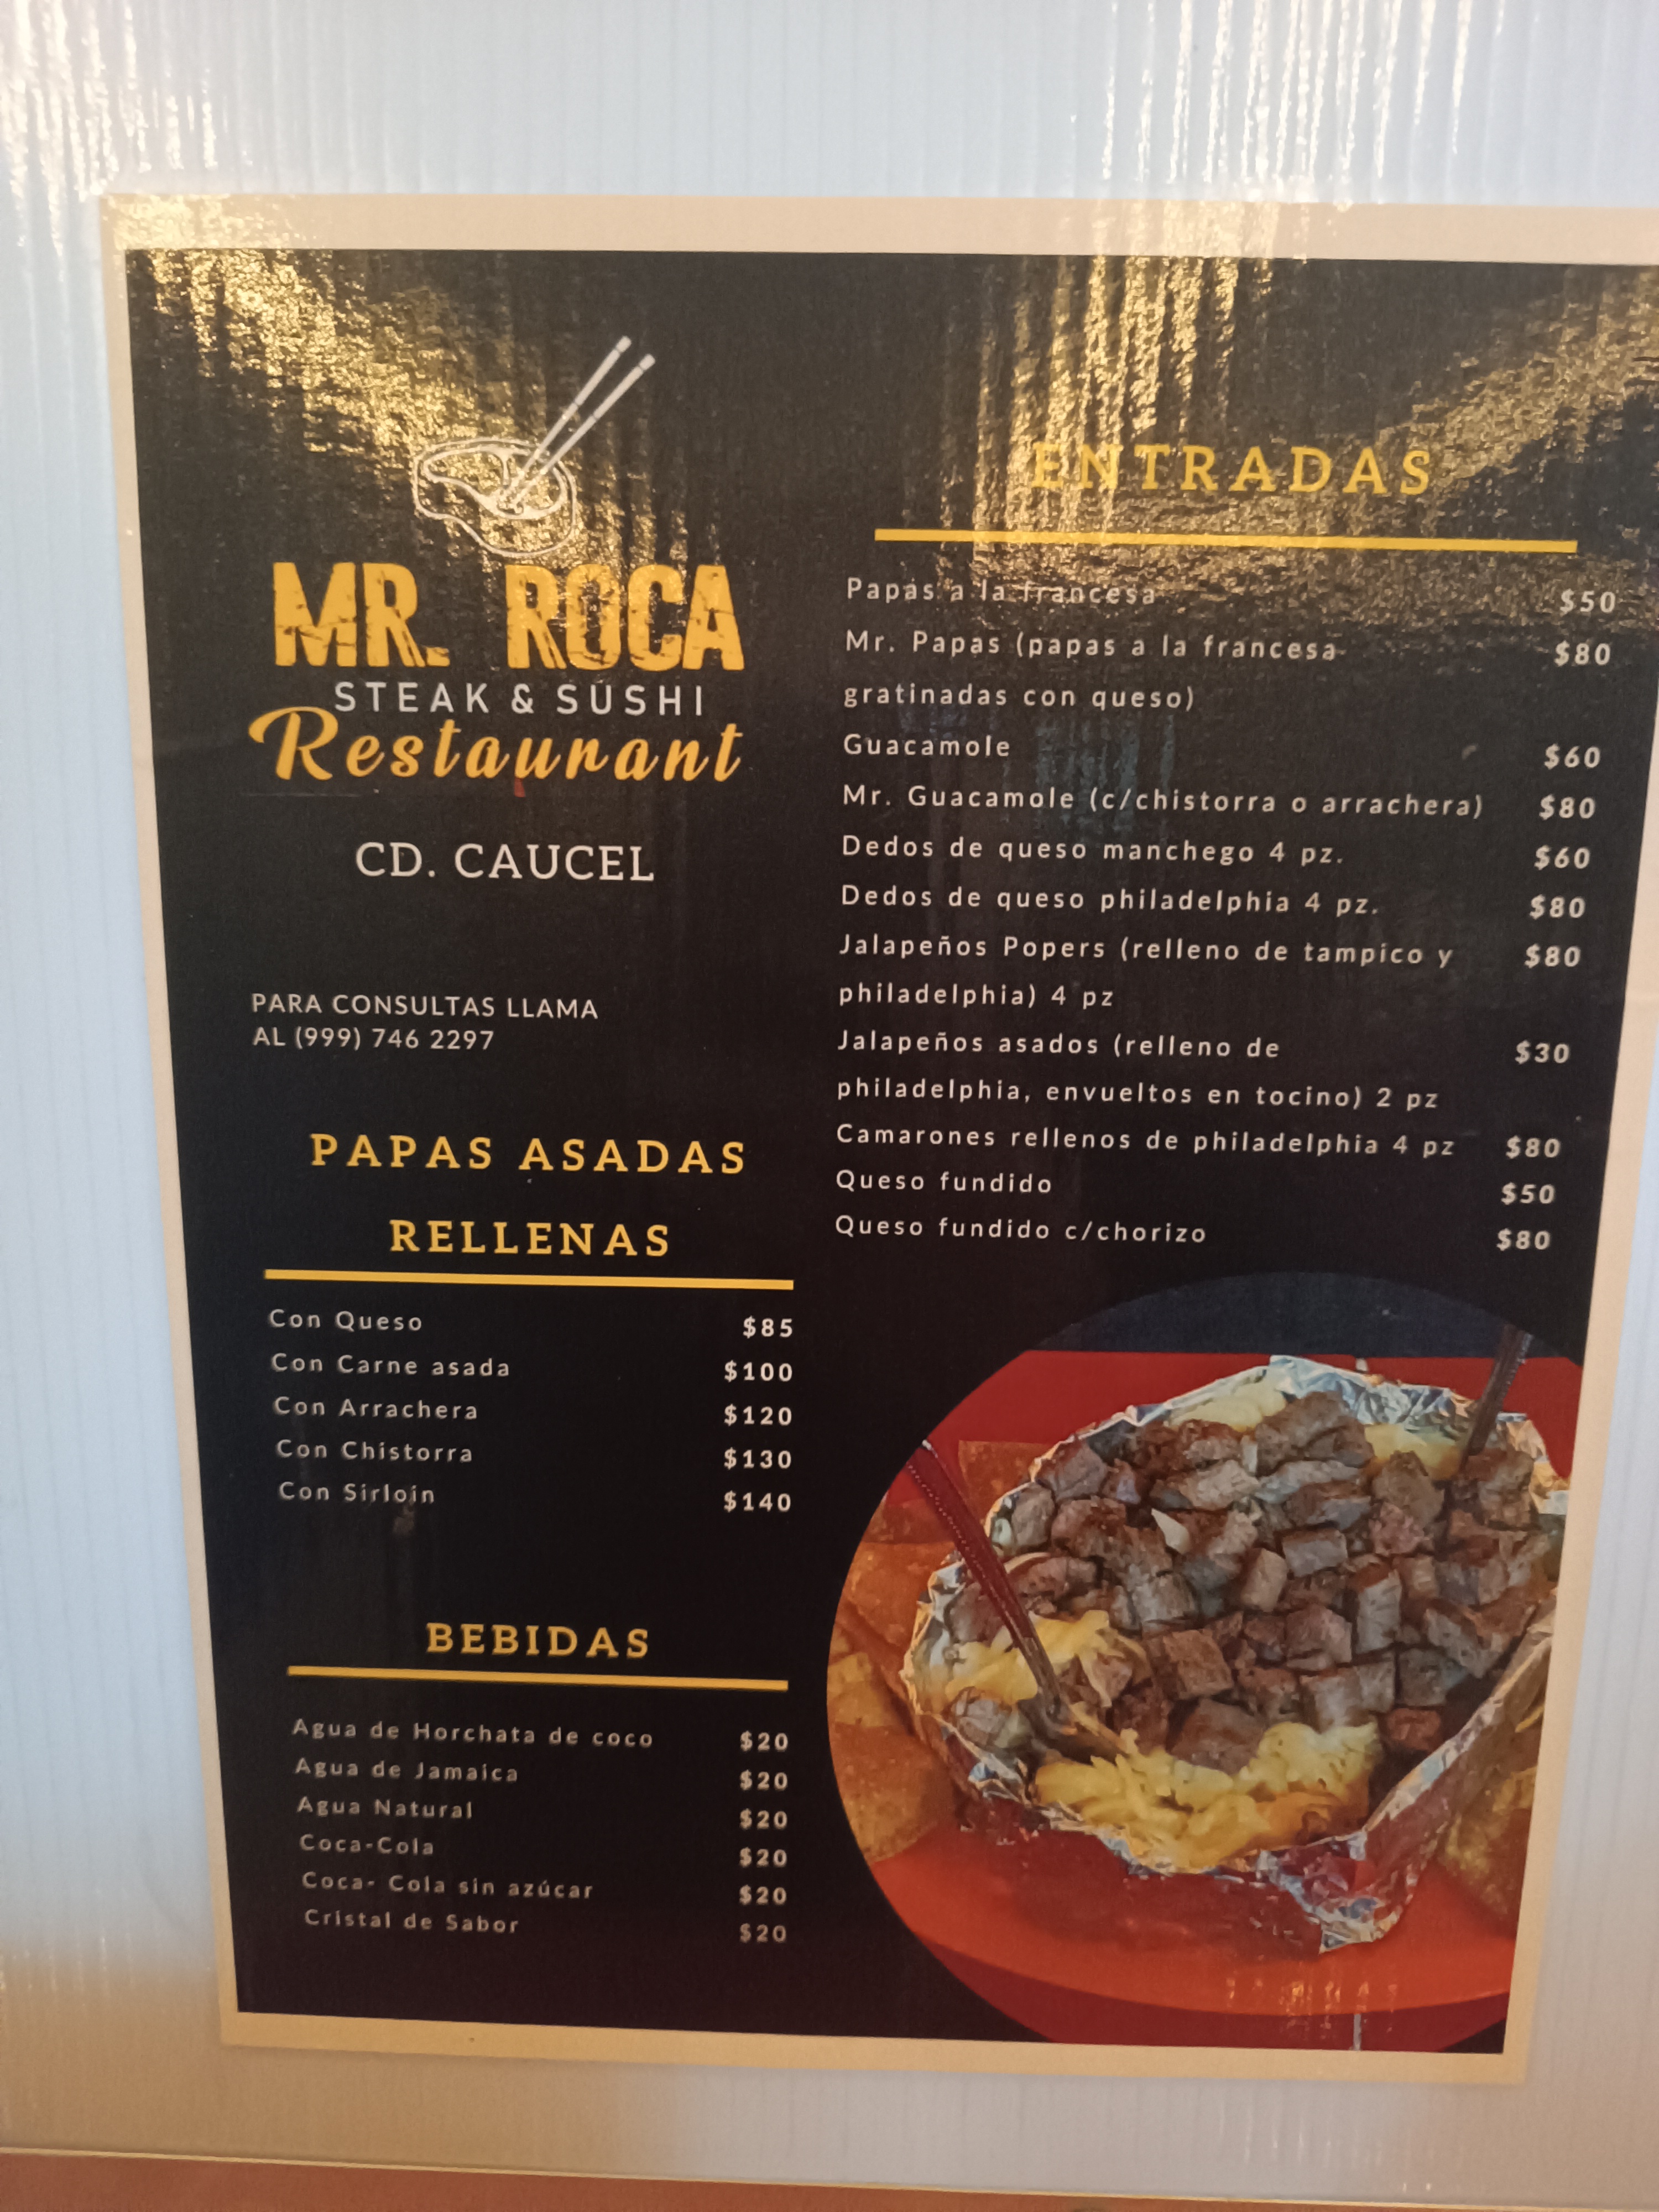 MR. ROCA
STEAK & SUSHI
Restaurant
CD. CAUCEL
PARA CONSULTAS LLAMA
AL (999) 746 2297
PAPAS ASADAS
RELLENAS
Con Queso $85
Con Carne asada $100
Con Arrachera $120
Con Chistorra $130
Con Sirloin $140
BEBIDAS
Agua de Horchata de coco $20
Agua de Jamaica $20
Agua Natural $20
Coca-Cola $20
Coca- Cola sin azúcar $20
Cristal de Sabor $20
ENTRADAS
Papas a la francesa $50
Mr. Papas (papas a la francesa $80
gratinadas con queso)
Guacamole $60
Mr. Guacamole (c/chistorra o arrachera) $80
Dedos de queso manchego 4 pz. $60
Dedos de queso philadelphia 4 pz. $80
Jalapeños Popers (relleno de tampico y $80
philadelphia) 4 pz
Jalapeños asados (relleno de $30
philadelphia, envueltos en tocino) 2 pz
Camarones rellenos de philadelphia 4 pz $80
Queso fundido $50
Queso fundido c/chorizo $80